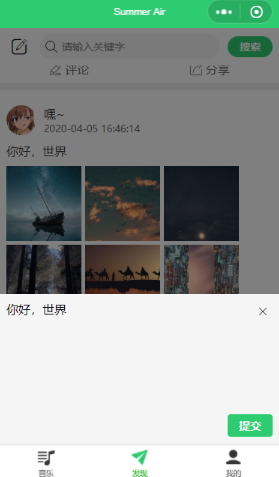 Summer Air
请输入关键字
搜索
评论
分享
嘿~
2020-04-05 16:46:14
你好，世界
你好，世界
提交
音乐
发现
我的